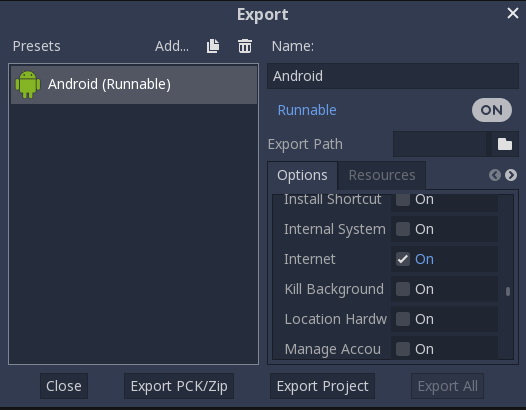 Export
Presets Add... Name:
Android (Runnable) Android
Runnable ON
Export Path
Options Resources
Install Shortcut On
Internal System On
Internet On
Kill Background On
Location Hardw On
Manage Accou On
Close Export PCK/Zip Export Project Export All